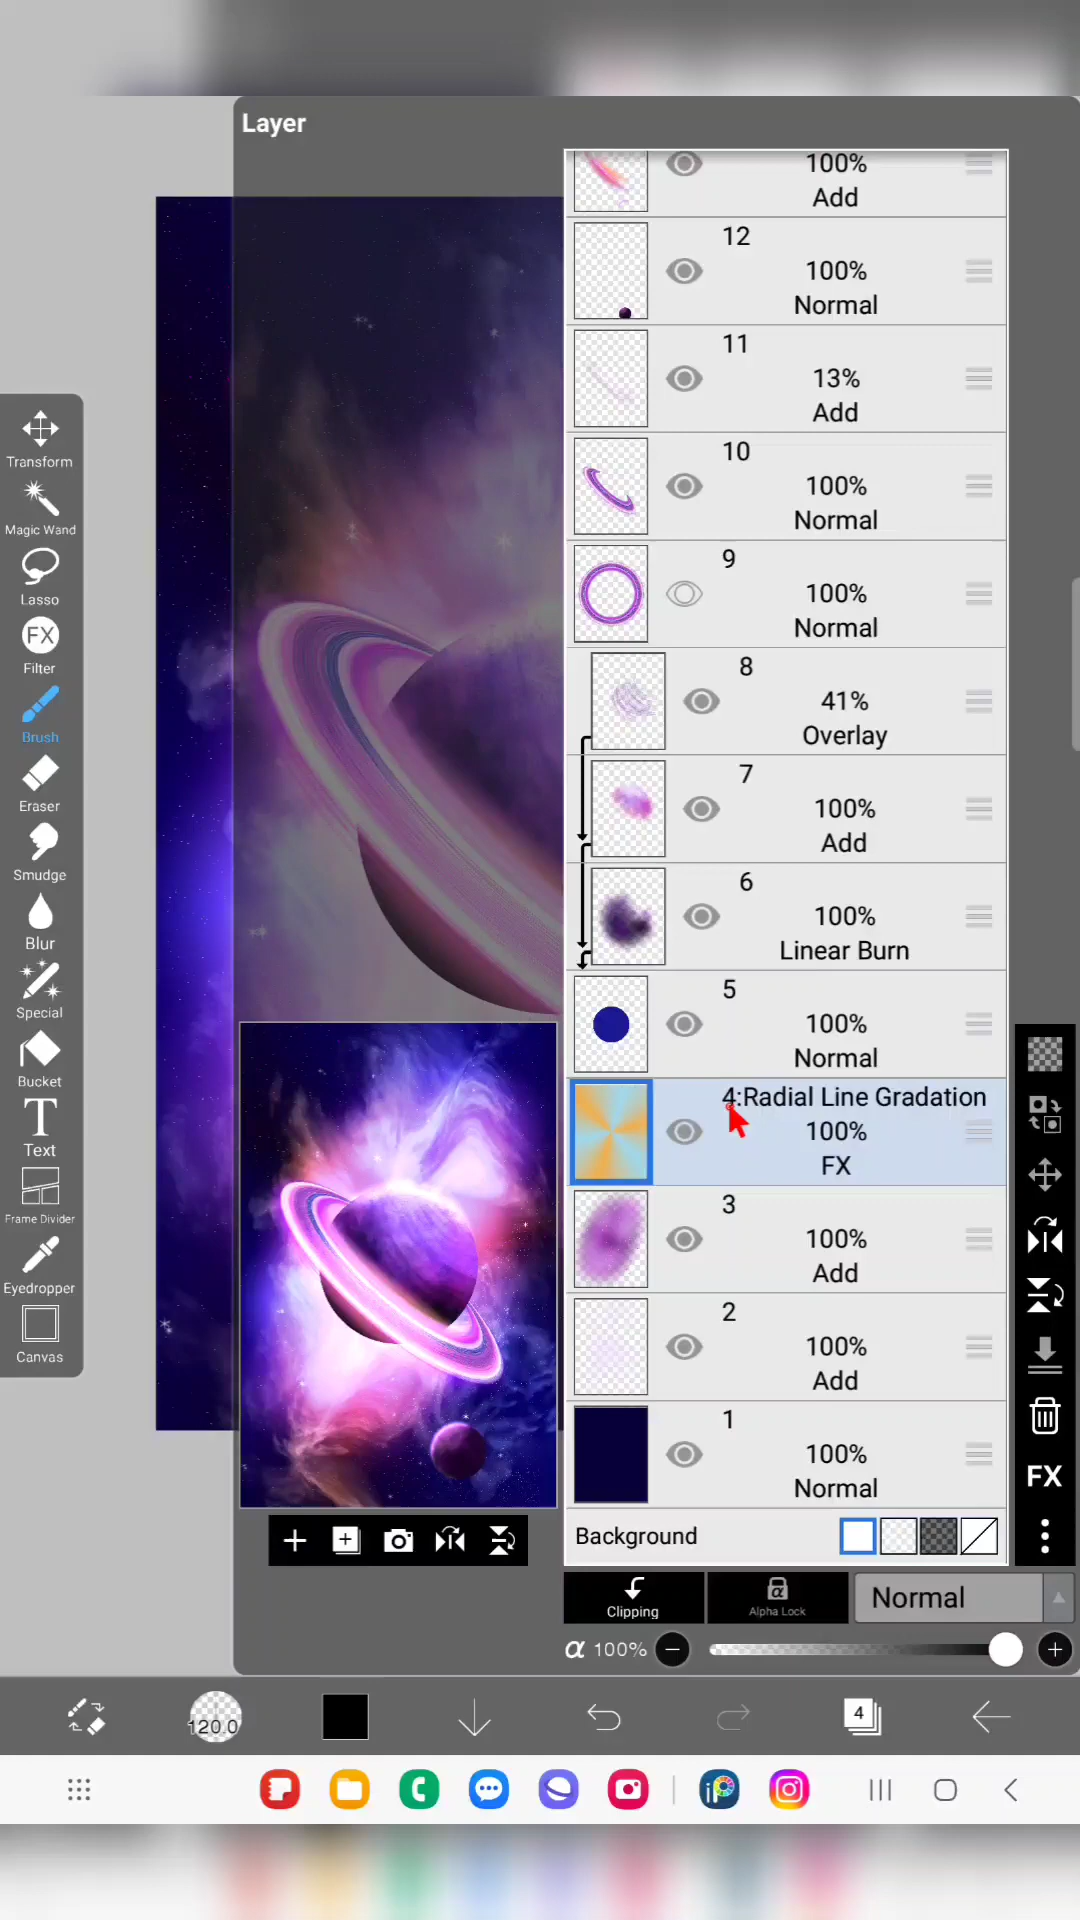 Layer
100%
Add
12
100%
Normal
11
13%
Add
10
100%
Normal
9
100%
Normal
8
41%
Overlay
7
100%
Add
6
100%
Linear Burn
5
100%
Normal
4:Radial Line Gradation
100%
FX
3
100%
Add
2
100%
Add
1
100%
Normal
Background
Transform
Magic Wand
Lasso
FX
Filter
Brush
Eraser
Smudge
Blur
Special
Bucket
T
Text
Frame Divider
Eyedropper
Canvas
FX
Clipping
α
Alpha Lock
Normal
α 100%
120.0
4
iP